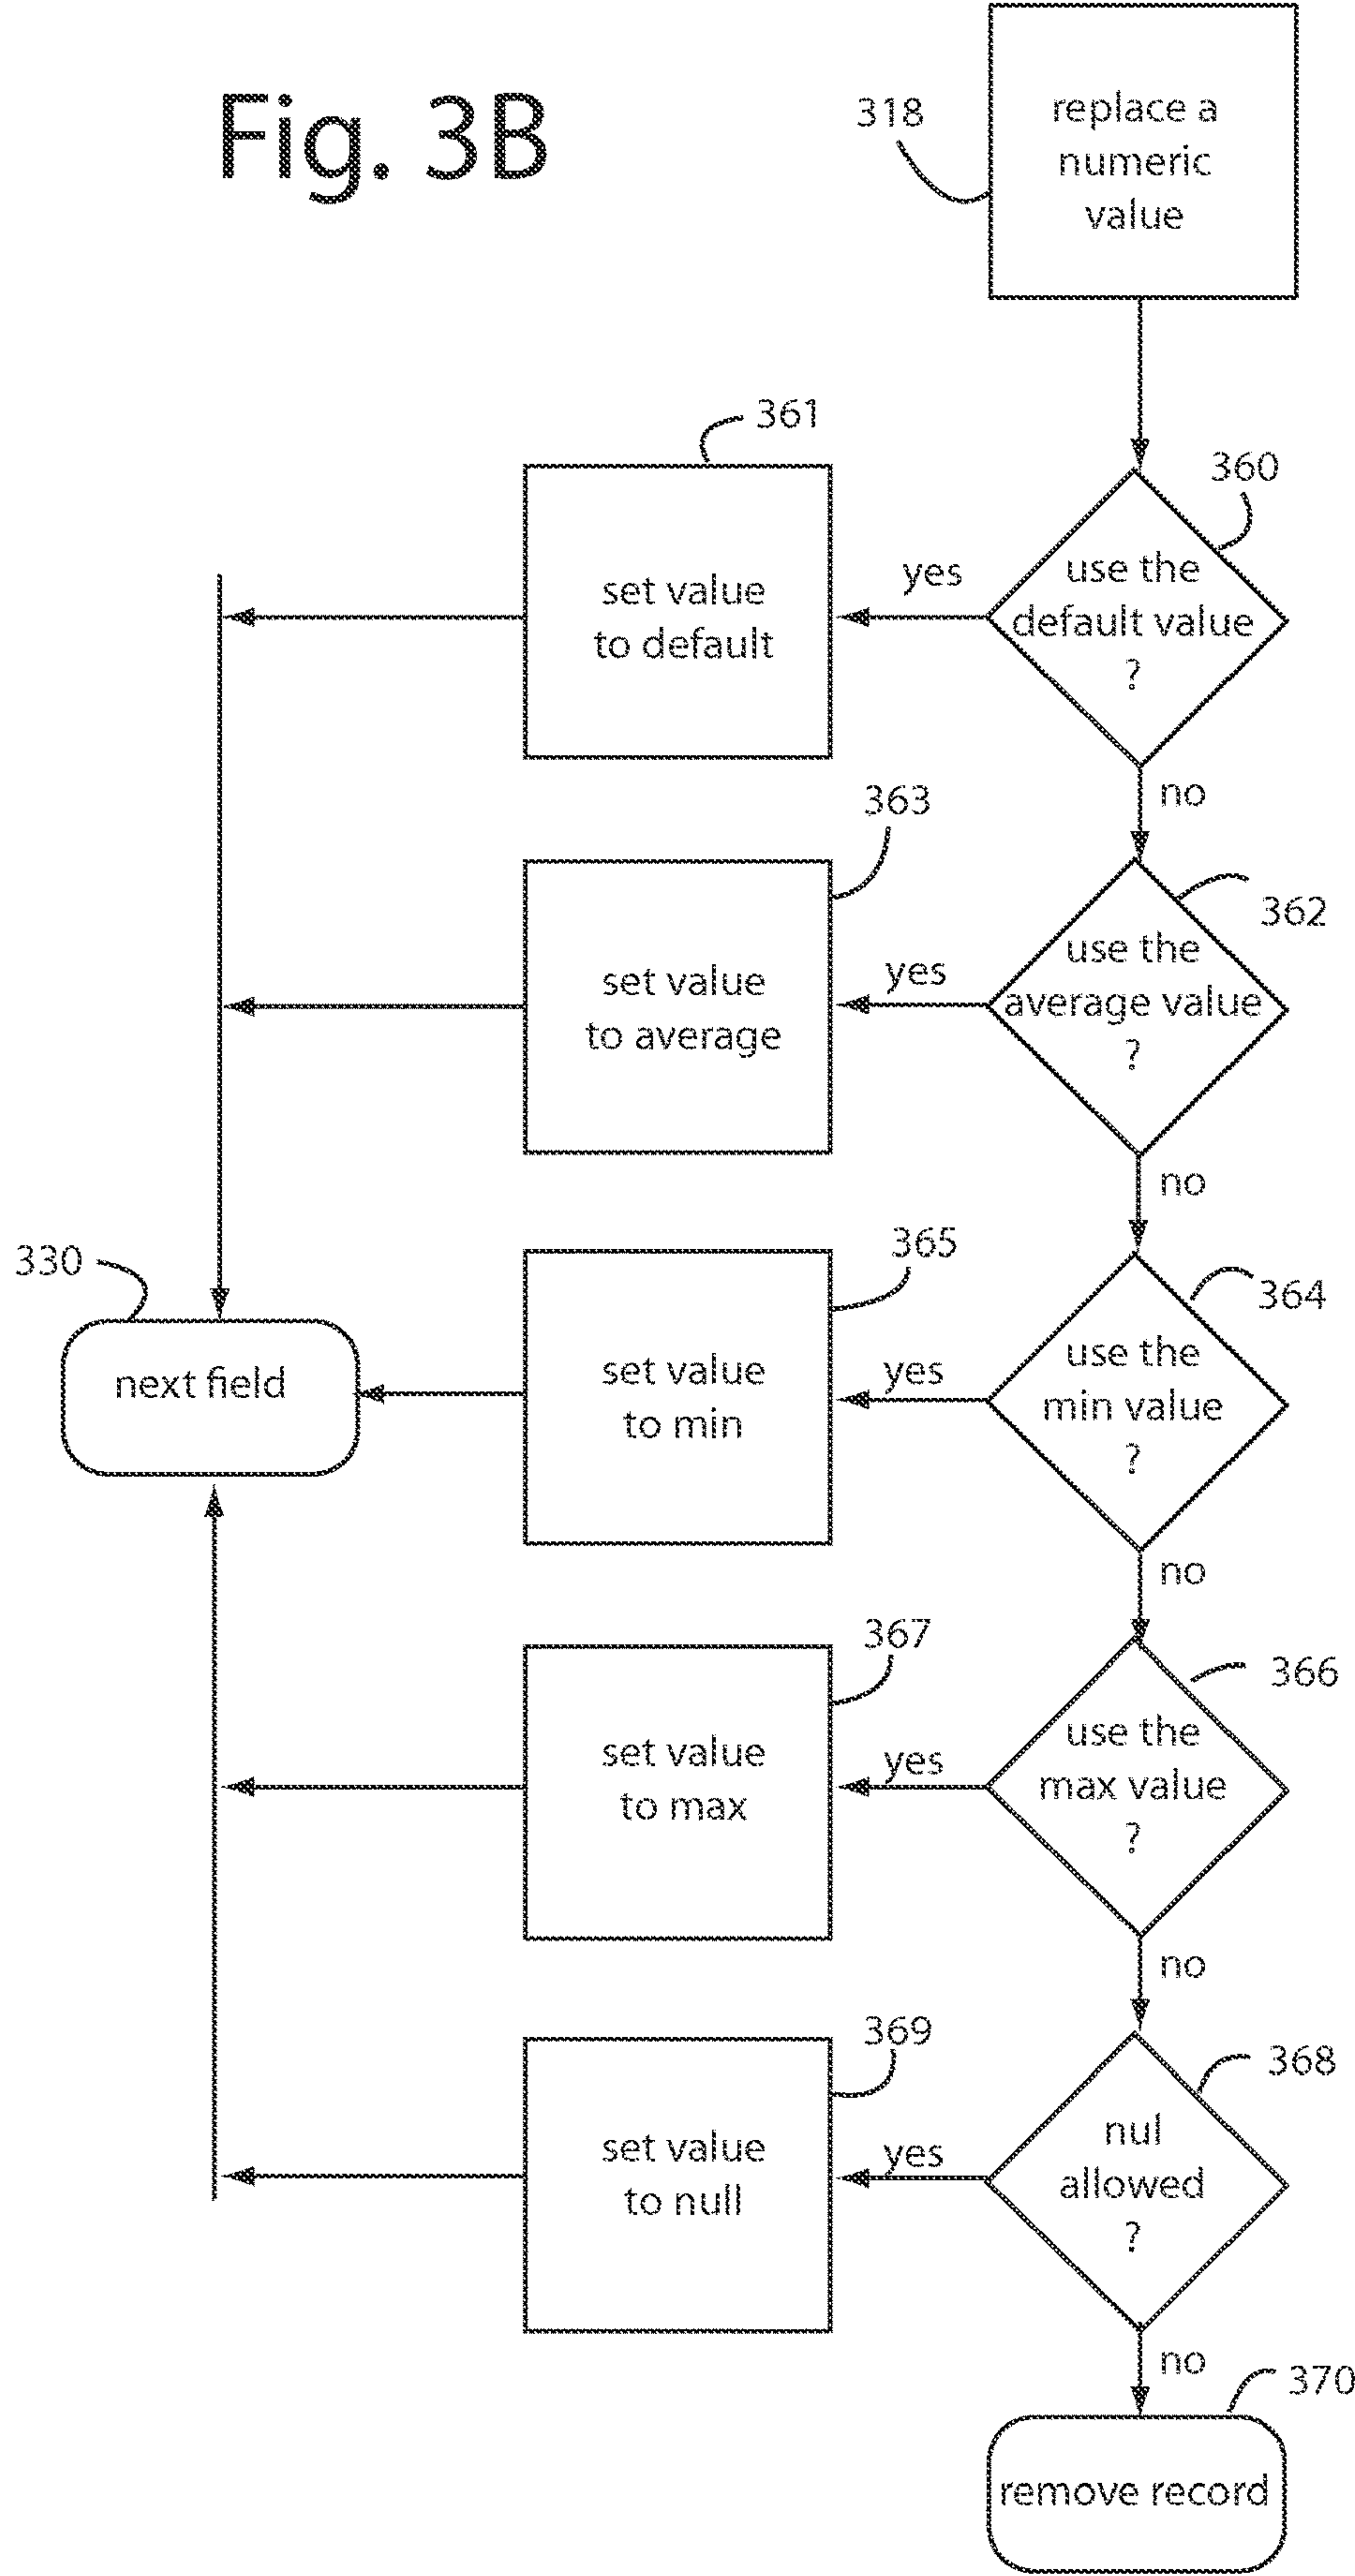 Fig. 3B
318
replace a
numeric
value
361
360
set value
to default
yes
use the
default value
?
no
363
362
set value
to average
yes
use the
average value
?
no
330
next field
365
364
set value
to min
yes
use the
min value
?
no
367
366
set value
to max
yes
use the
max value
?
no
369
368
set value
to null
yes
nul
allowed
?
no
370
remove record